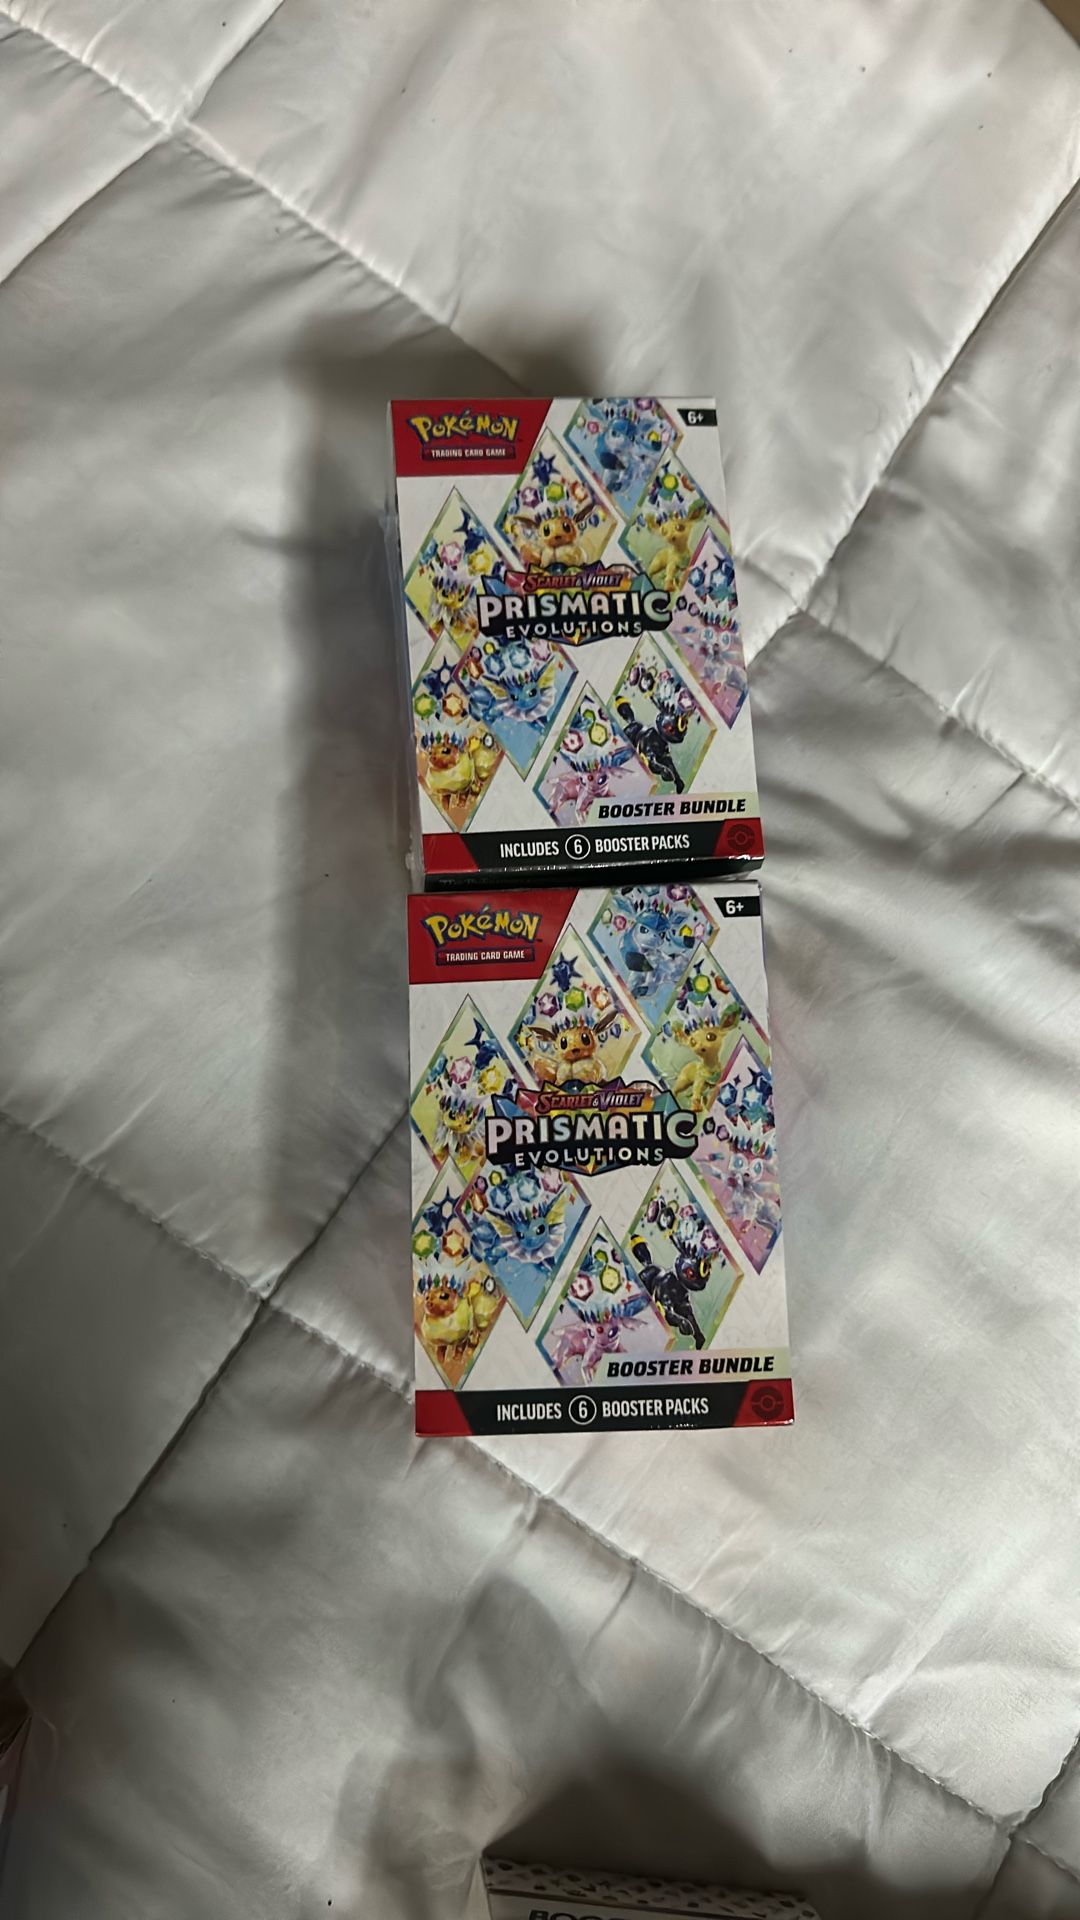 POKéMON
TRADING CARD GAME
6+
SCARLET & VIOLET
PRISMATIC
EVOLUTIONS
BOOSTER BUNDLE
INCLUDES 6 BOOSTER PACKS
POKéMON
TRADING CARD GAME
6+
SCARLET & VIOLET
PRISMATIC
EVOLUTIONS
BOOSTER BUNDLE
INCLUDES 6 BOOSTER PACKS